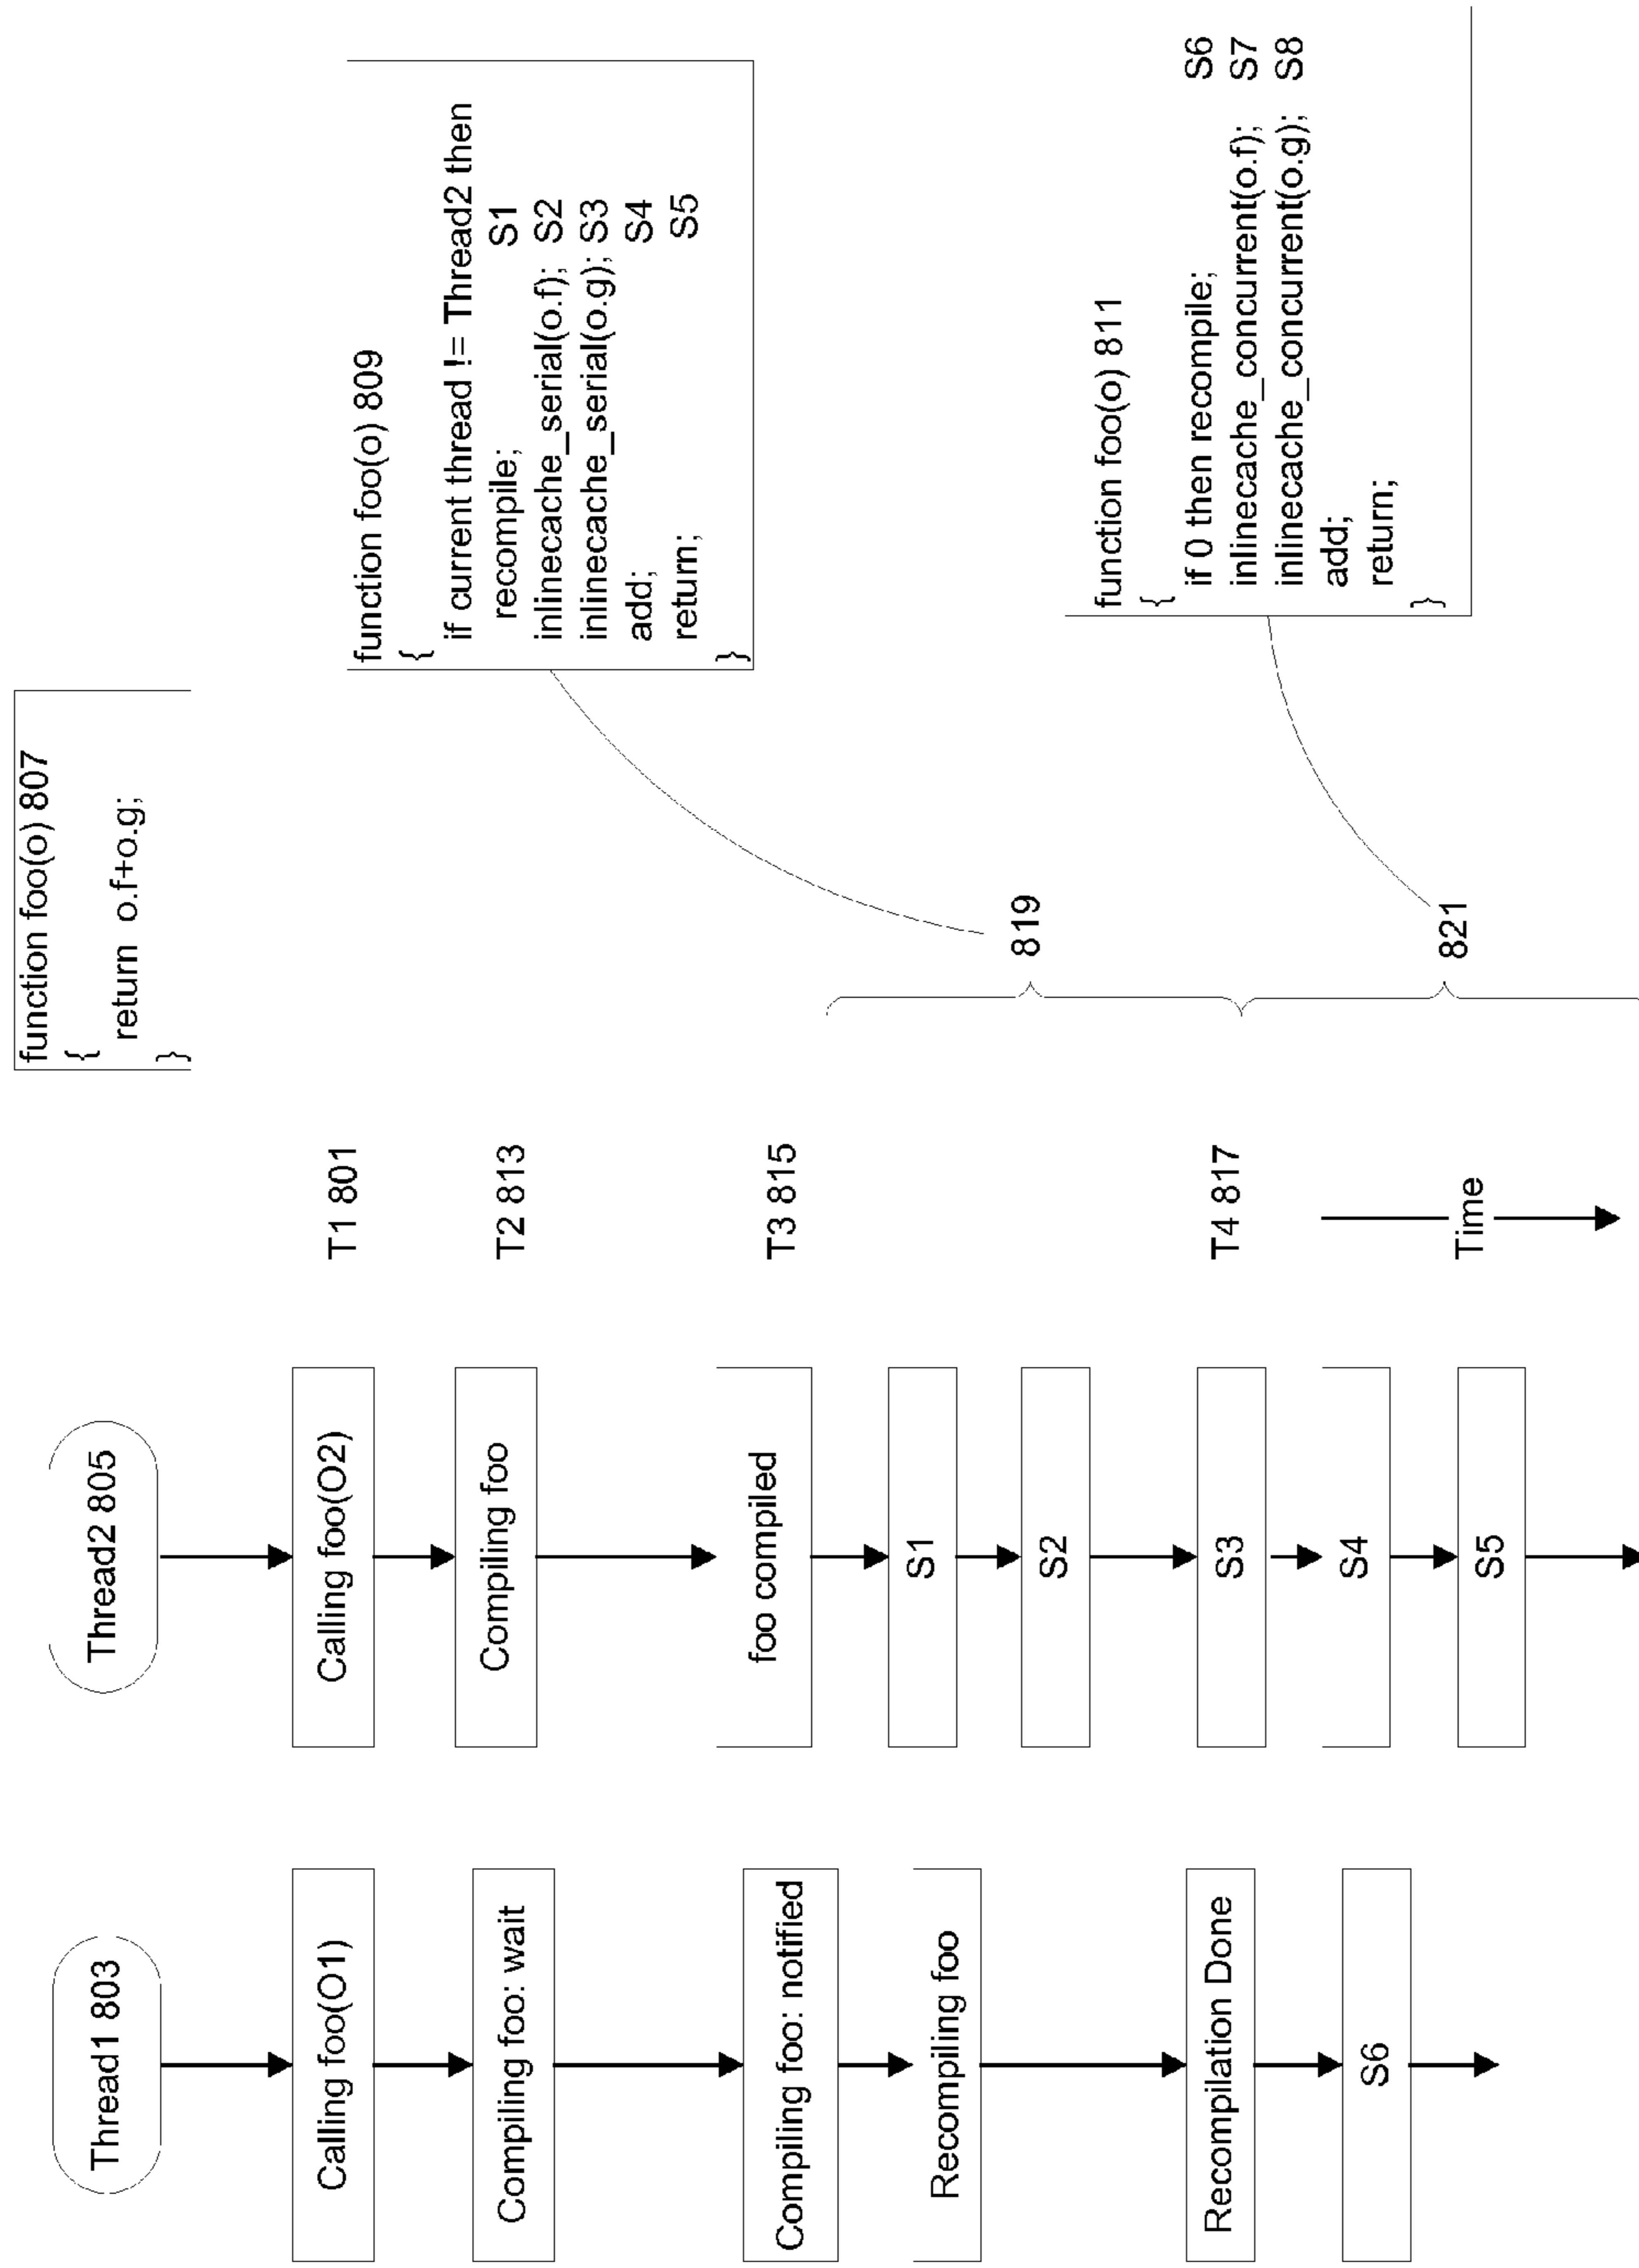 Thread1 803
Calling foo(O1)
Compiling foo: wait
Compiling foo: notified
Recompiling foo
Recompilation Done
S6
Thread2 805
Calling foo(O2)
Compiling foo
foo compiled
S1
S2
S3
S4
S5
T1 801
T2 813
T3 815
T4 817
Time
819
821
function foo(o) 807
{
return o.f+o.g;
}
function foo(o) 809
{
if current thread != Thread2 then
recompile; S1
inlinecache_serial(o.f); S2
inlinecache_serial(o.g); S3
add; S4
return; S5
}
function foo(o) 811
{
if 0 then recompile; S6
inlinecache_concurrent(o.f); S7
inlinecache_concurrent(o.g); S8
add;
return;
}